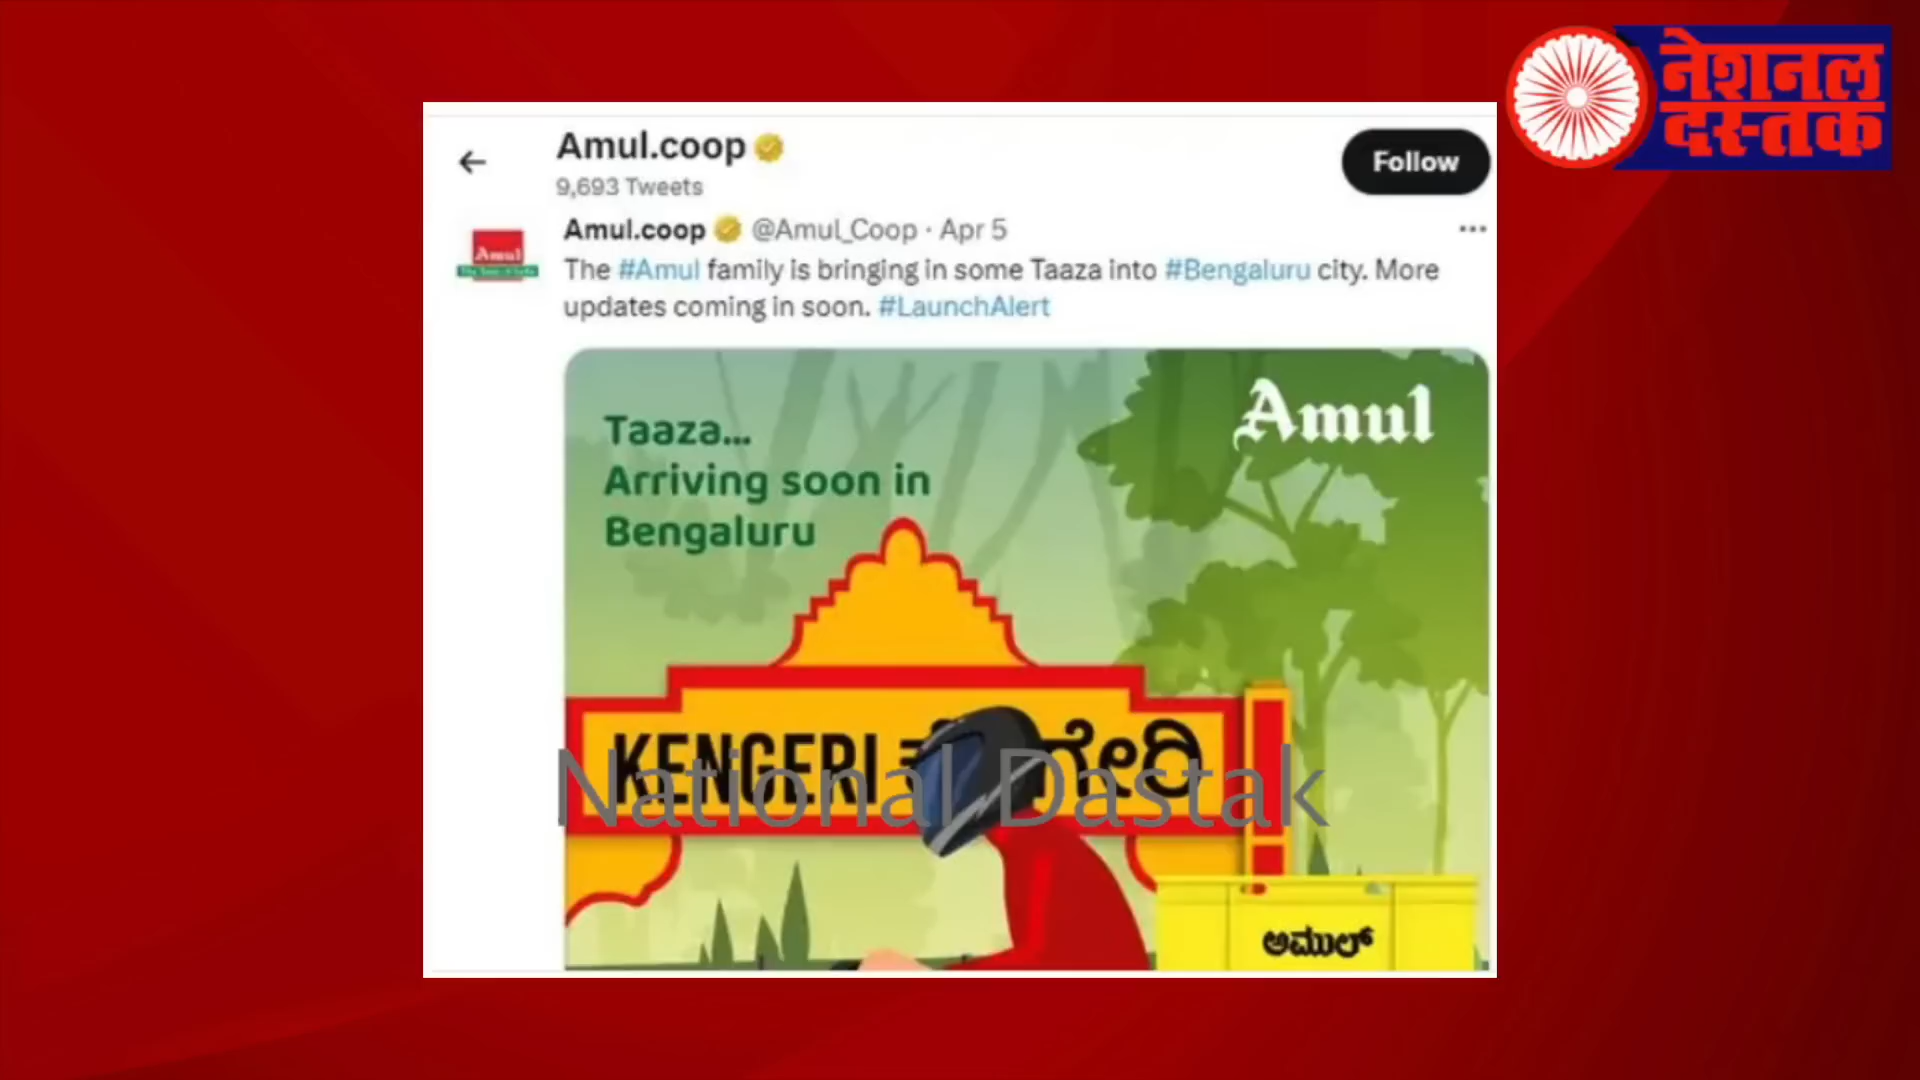 नेशनल
दस्तक
Amul.coop
9,693 Tweets
Follow
Amul.coop @Amul_Coop · Apr 5
The #Amul family is bringing in some Taaza into #Bengaluru city. More
updates coming in soon. #LaunchAlert
Amul
Amul
Taaza...
Arriving soon in
Bengaluru
KENGERI
National Dastak
ಅಮುಲ್